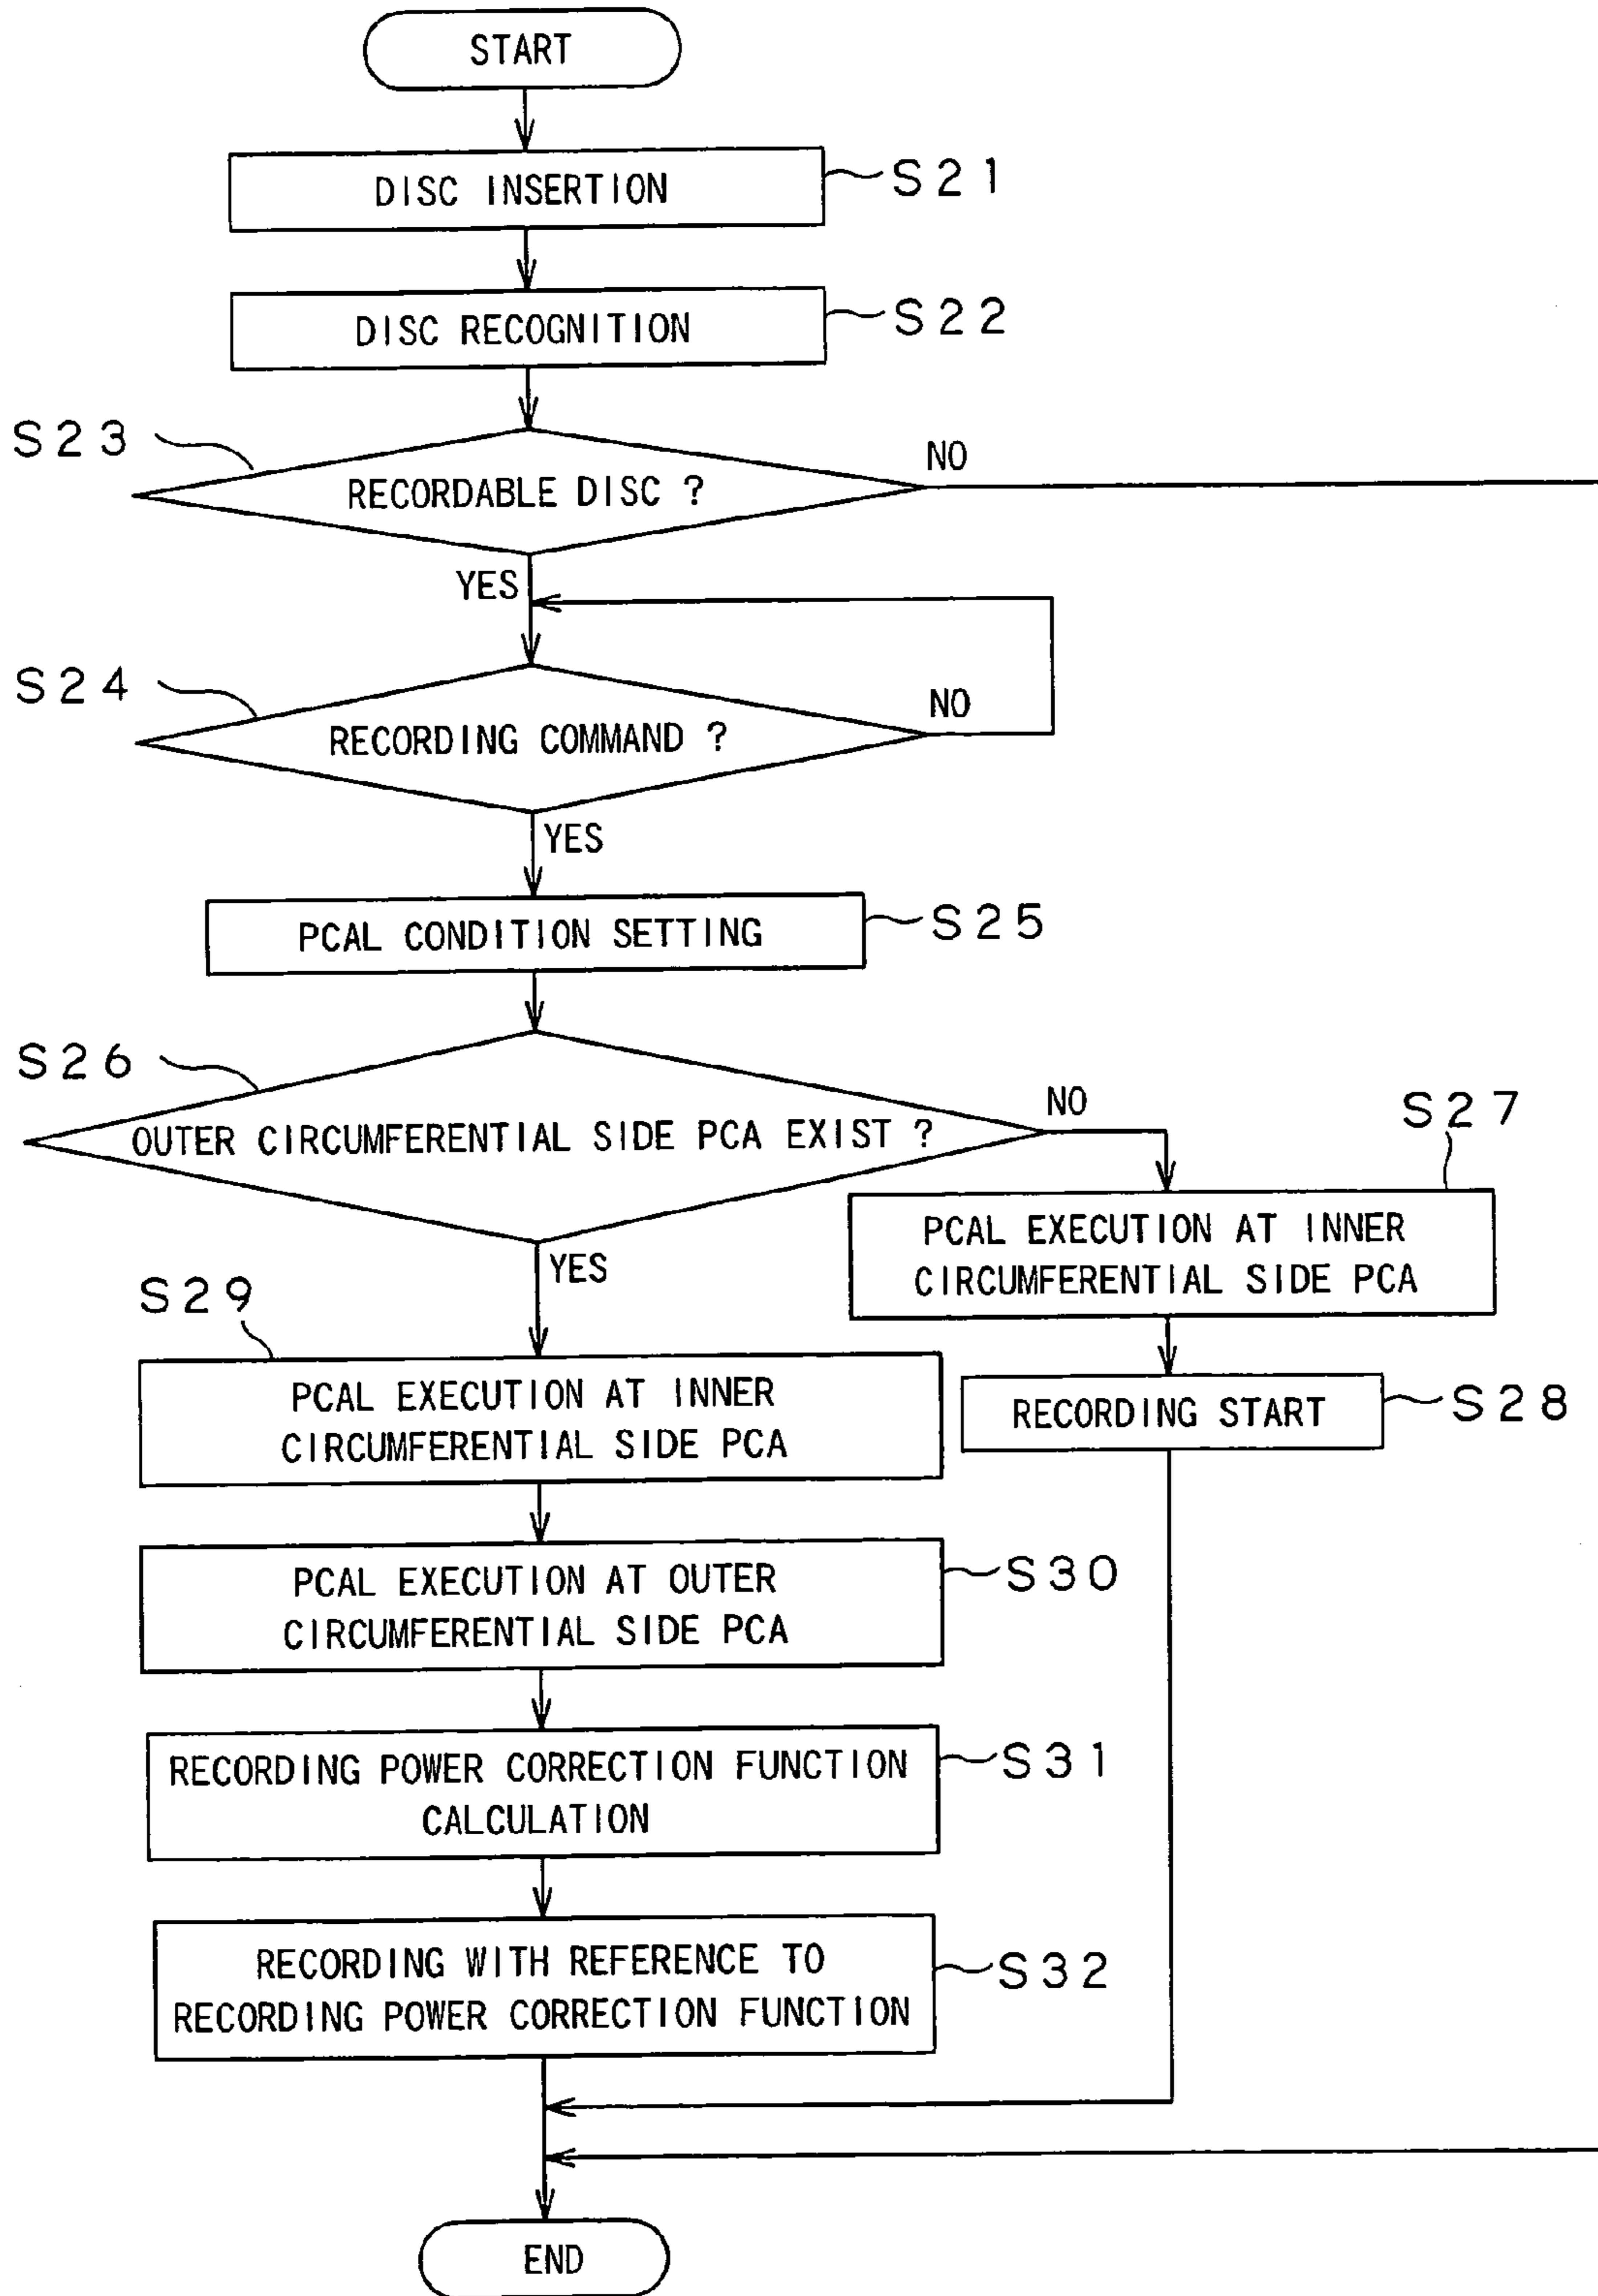 START
DISC INSERTION
S21
DISC RECOGNITION
S22
S23
RECORDABLE DISC ?
NO
YES
S24
RECORDING COMMAND ?
NO
YES
PCAL CONDITION SETTING
S25
S26
OUTER CIRCUMFERENTIAL SIDE PCA EXIST ?
NO
YES
S27
PCAL EXECUTION AT INNER
CIRCUMFERENTIAL SIDE PCA
RECORDING START
S28
S29
PCAL EXECUTION AT INNER
CIRCUMFERENTIAL SIDE PCA
PCAL EXECUTION AT OUTER
CIRCUMFERENTIAL SIDE PCA
S30
RECORDING POWER CORRECTION FUNCTION
CALCULATION
S31
RECORDING WITH REFERENCE TO
RECORDING POWER CORRECTION FUNCTION
S32
END